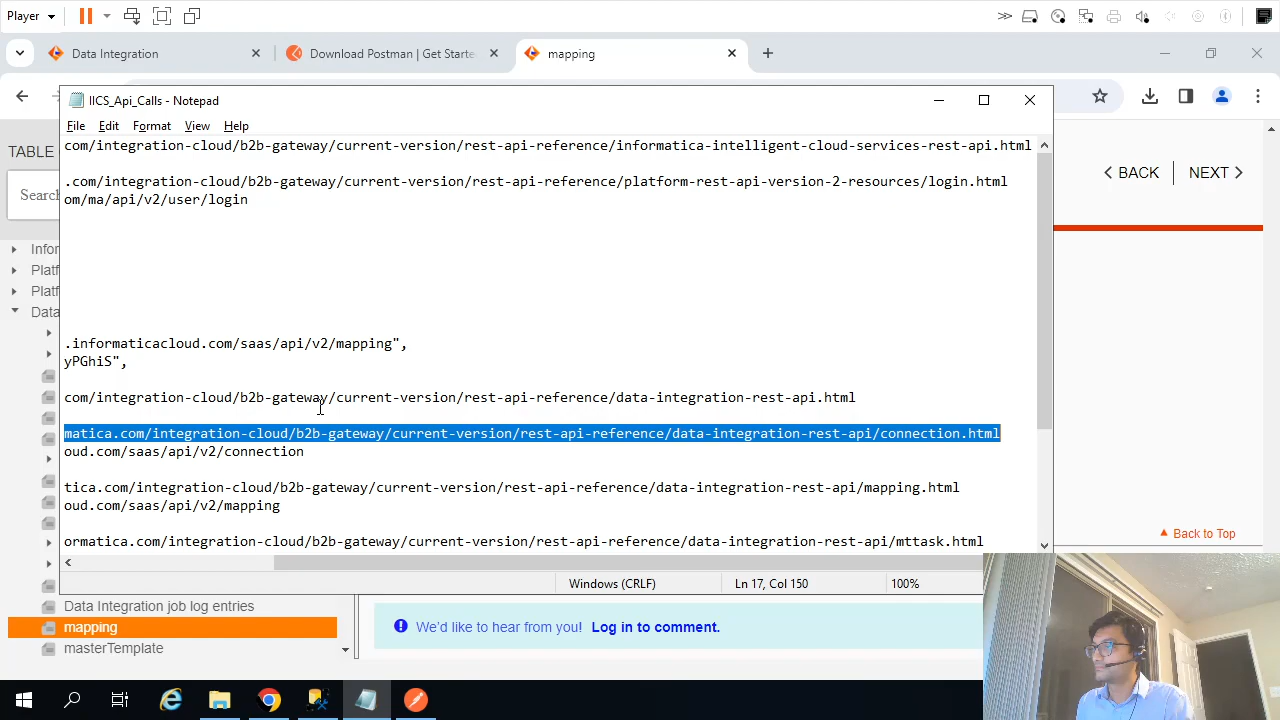 Player
Data Integration
Download Postman | Get Starte
mapping
IICS_Api_Calls - Notepad
File Edit Format View Help
TABLE
Search
BACK NEXT
Infor
Platf
Platf
Data
com/integration-cloud/b2b-gateway/current-version/rest-api-reference/informatica-intelligent-cloud-services-rest-api.html
.com/integration-cloud/b2b-gateway/current-version/rest-api-reference/platform-rest-api-version-2-resources/login.html
om/ma/api/v2/user/login
.informaticacloud.com/saas/api/v2/mapping",
yPGhiS",
com/integration-cloud/b2b-gateway/current-version/rest-api-reference/data-integration-rest-api.html
matica.com/integration-cloud/b2b-gateway/current-version/rest-api-reference/data-integration-rest-api/connection.html
oud.com/saas/api/v2/connection
tica.com/integration-cloud/b2b-gateway/current-version/rest-api-reference/data-integration-rest-api/mapping.html
oud.com/saas/api/v2/mapping
ormatica.com/integration-cloud/b2b-gateway/current-version/rest-api-reference/data-integration-rest-api/mttask.html
Back to Top
Windows (CRLF) Ln 17, Col 150 100%
Data Integration job log entries
mapping
masterTemplate
We'd like to hear from you! Log in to comment.